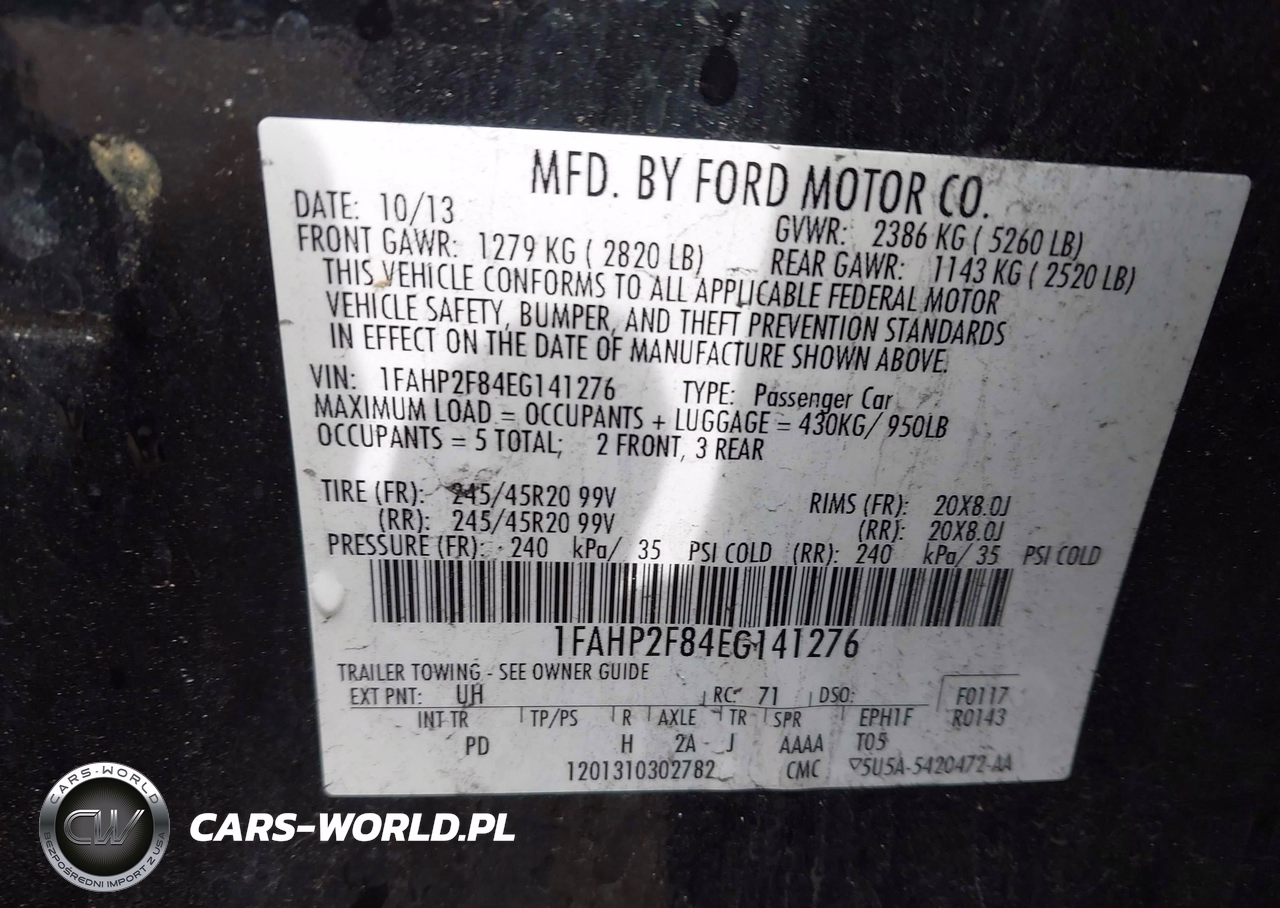 MFD. BY FORD MOTOR CO.
DATE: 10/13 GVWR: 2386 KG ( 5260 LB)
FRONT GAWR: 1279 KG ( 2820 LB) REAR GAWR: 1143 KG ( 2520 LB)
THIS VEHICLE CONFORMS TO ALL APPLICABLE FEDERAL MOTOR
VEHICLE SAFETY, BUMPER, AND THEFT PREVENTION STANDARDS
IN EFFECT ON THE DATE OF MANUFACTURE SHOWN ABOVE.
VIN: 1FAHP2F84EG141276 TYPE: Passenger Car
MAXIMUM LOAD = OCCUPANTS + LUGGAGE = 430KG/ 950LB
OCCUPANTS = 5 TOTAL; 2 FRONT, 3 REAR
TIRE (FR): 245/45R20 99V RIMS (FR): 20X8.0J
(RR): 245/45R20 99V (RR): 20X8.0J
PRESSURE (FR): 240 kPa/ 35 PSI COLD (RR): 240 kPa/ 35 PSI COLD
1FAHP2F84EG141276
TRAILER TOWING - SEE OWNER GUIDE
EXT PNT: UH RC: 71 DSO: F0117
INT TR TP/PS R AXLE TR SPR EPH1F R0143
PD H 2A J AAAA T05
1201310302782 CMC ▽5U5A-5420472-AA
CARS-WORLD
CW
BEZPOŚREDNI IMPORT Z USA
CARS-WORLD.PL